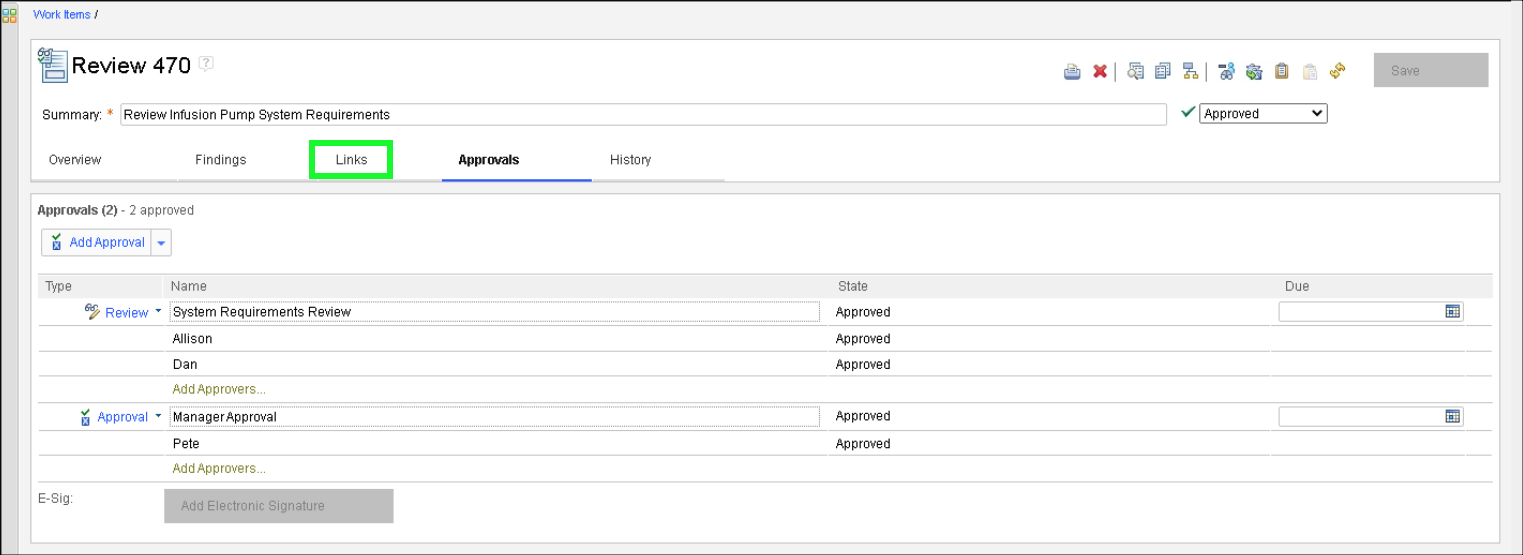 Work Items /
Review 470 ?
Save
Summary: * Review Infusion Pump System Requirements Approved
Overview Findings Links Approvals History
Approvals (2) - 2 approved
Add Approval
Type Name State Due
Review System Requirements Review Approved
Allison Approved
Dan Approved
Add Approvers...
Approval Manager Approval Approved
Pete Approved
Add Approvers...
E-Sig: Add Electronic Signature